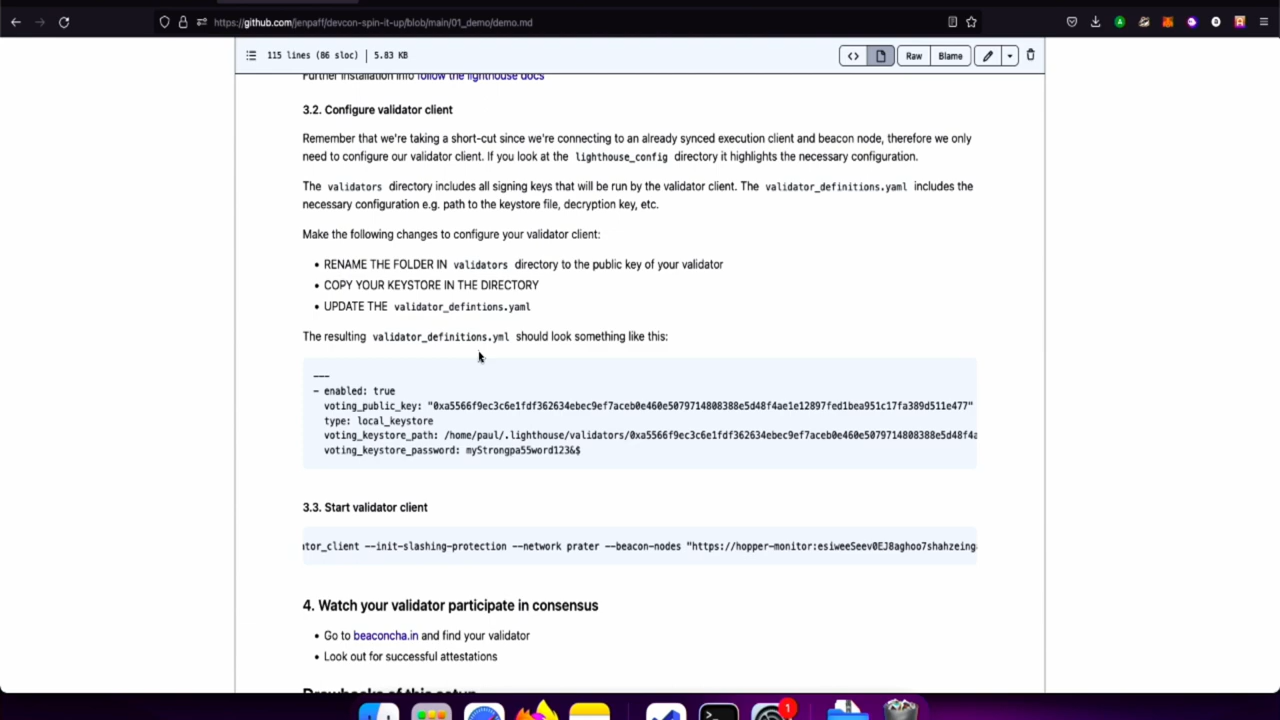 https://github.com/jenpaff/devcon-spin-it-up/blob/main/01_demo/demo.md
115 lines (86 sloc) | 5.83 KB
Raw
Blame
Further installation info follow the lighthouse docs
3.2. Configure validator client
Remember that we're taking a short-cut since we're connecting to an already synced execution client and beacon node, therefore we only
need to configure our validator client. If you look at the lighthouse_config directory it highlights the necessary configuration.
The validators directory includes all signing keys that will be run by the validator client. The validator_definitions.yaml includes the
necessary configuration e.g. path to the keystore file, decryption key, etc.
Make the following changes to configure your validator client:
• RENAME THE FOLDER IN validators directory to the public key of your validator
• COPY YOUR KEYSTORE IN THE DIRECTORY
• UPDATE THE validator_defintions.yaml
The resulting validator_definitions.yml should look something like this:
---
- enabled: true
voting_public_key: "0xa5566f9ec3c6e1fdf362634ebec9ef7aceb0e460e5079714808388e5d48f4ae1e12897fed1bea951c17fa389d511e477"
type: local_keystore
voting_keystore_path: /home/paul/.lighthouse/validators/0xa5566f9ec3c6e1fdf362634ebec9ef7aceb0e460e5079714808388e5d48f4a
voting_keystore_password: myStrongpa55word123&$
3.3. Start validator client
tor_client --init-slashing-protection --network prater --beacon-nodes "https://hopper-monitor:esiweeSeev0EJ8aghoo7shahzeing
4. Watch your validator participate in consensus
• Go to beaconcha.in and find your validator
• Look out for successful attestations
Drawbacks of this setup
1